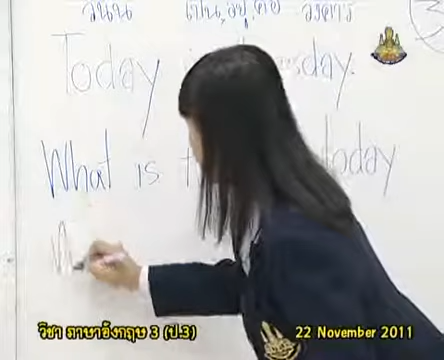 วันนี้ เป็น,อยู่,คือ วันอังคาร
Today sday.
What is today
วิชา ภาษาอังกฤษ 3 (ป.3) 22 November 2011